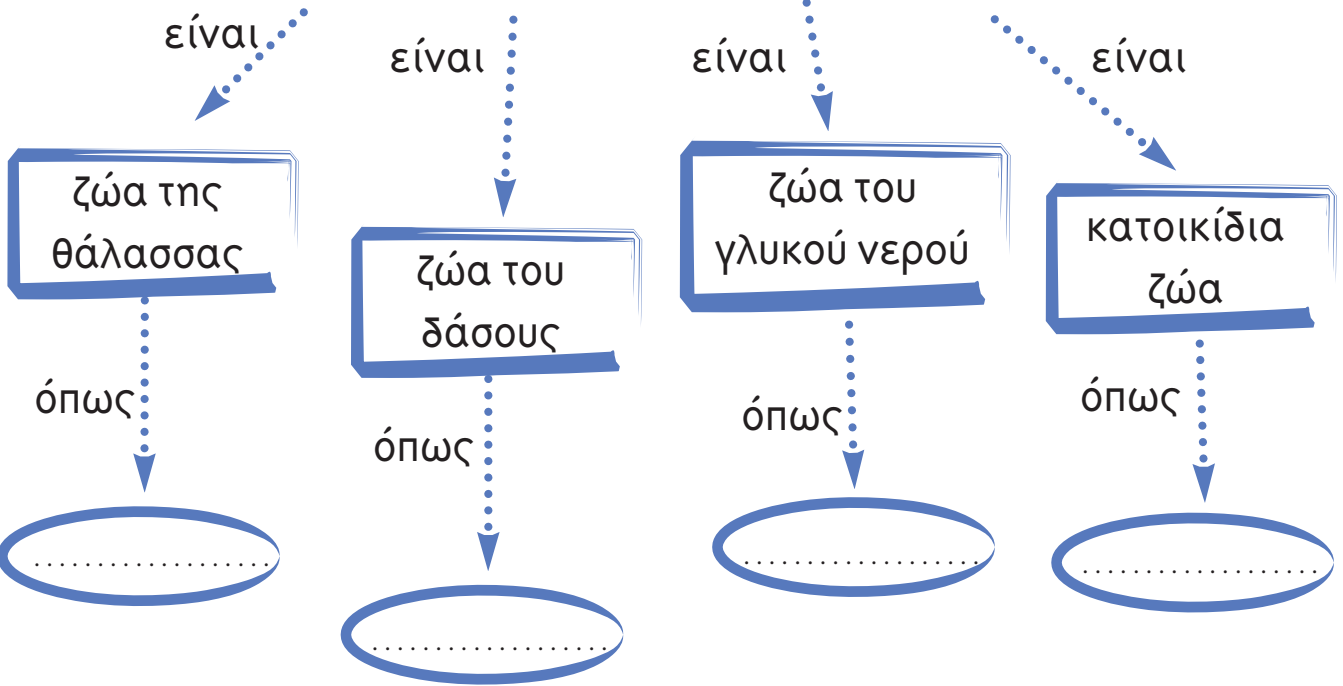 είναι
είναι
είναι
είναι
ζώα της
θάλασσας
ζώα του
δάσους
ζώα του
γλυκού νερού
κατοικίδια
ζώα
όπως
όπως
όπως
όπως
....................
....................
....................
....................